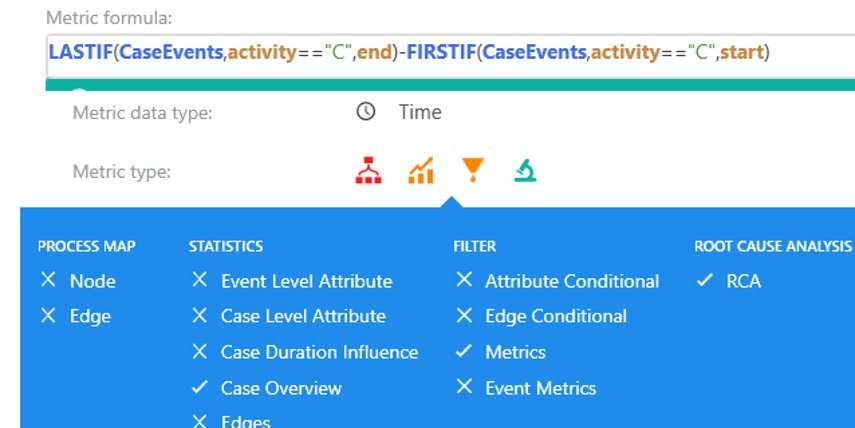 Metric formula:
LASTIF(CaseEvents,activity=="C",end)-FIRSTIF(CaseEvents,activity=="C",start)
Metric data type: Time
Metric type:
PROCESS MAP STATISTICS FILTER ROOT CAUSE ANALYSIS
Node Event Level Attribute Attribute Conditional RCA
Edge Case Level Attribute Edge Conditional
Case Duration Influence Metrics
Case Overview Event Metrics
Edges